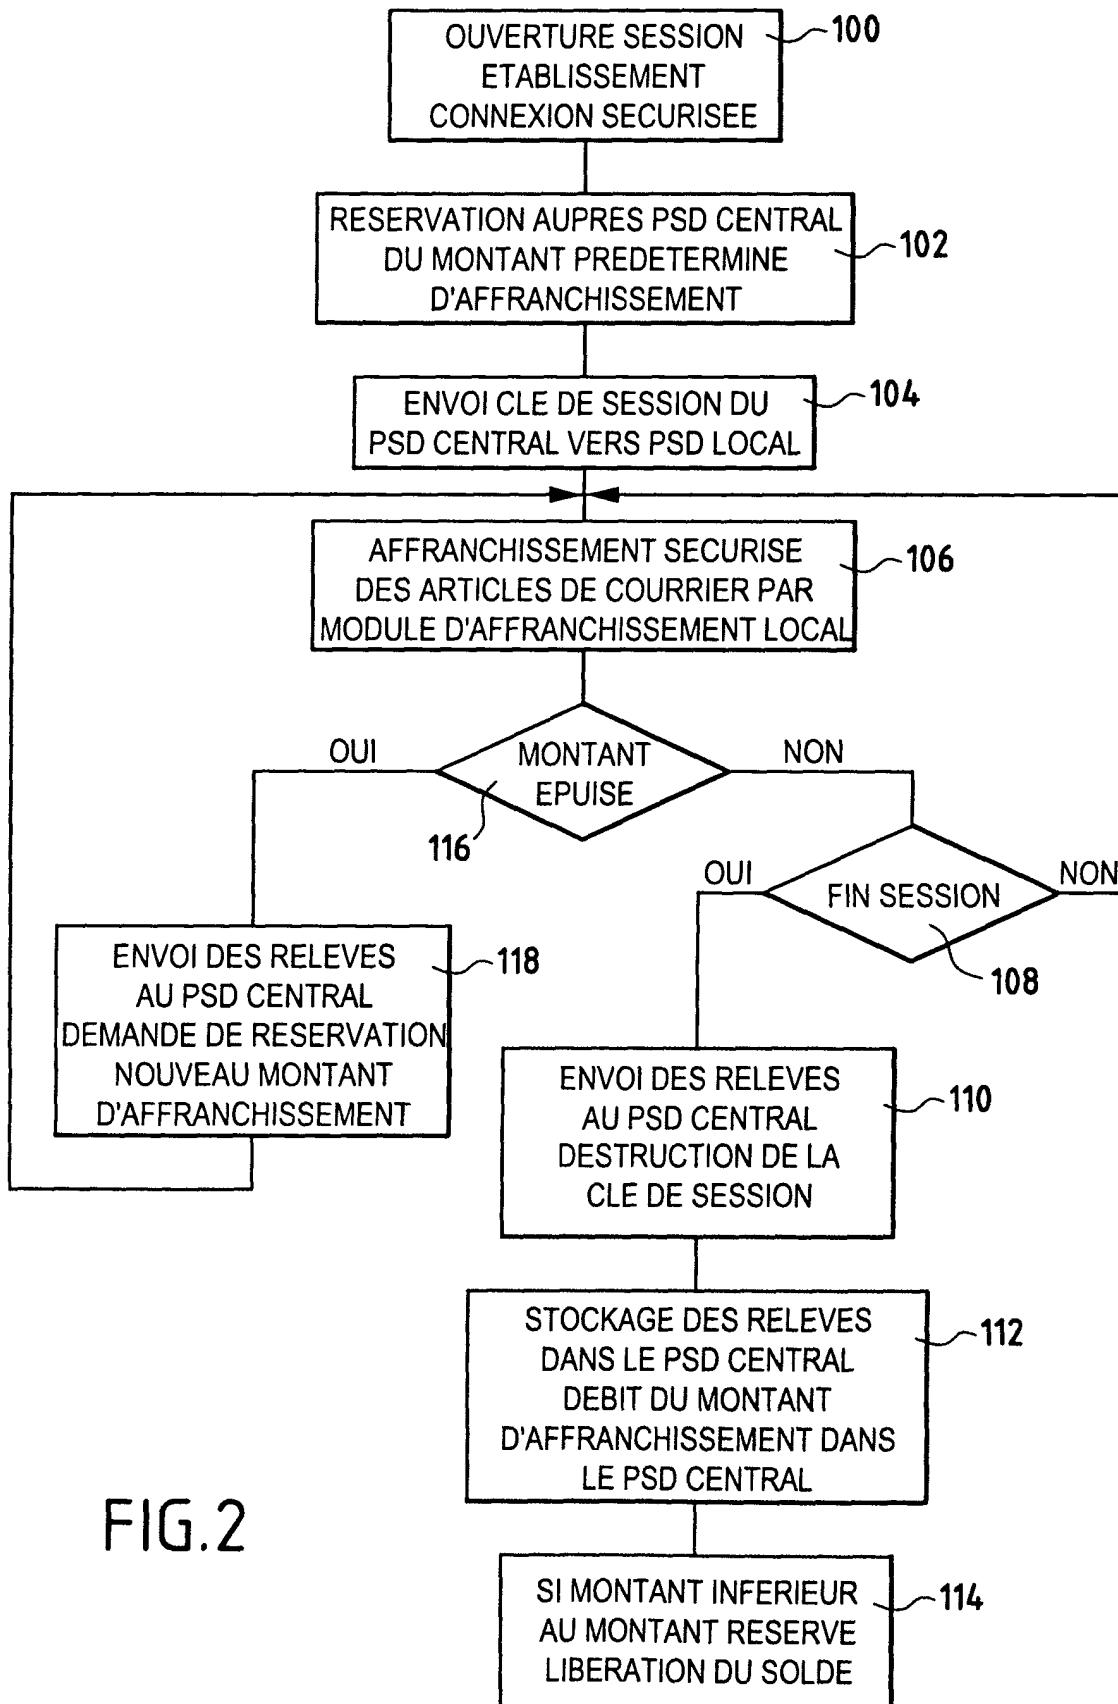 OUVERTURE SESSION
ETABLISSEMENT
CONNEXION SECURISEE
100
RESERVATION AUPRES PSD CENTRAL
DU MONTANT PREDETERMINE
D'AFFRANCHISSEMENT
102
ENVOI CLE DE SESSION DU
PSD CENTRAL VERS PSD LOCAL
104
AFFRANCHISSEMENT SECURISE
DES ARTICLES DE COURRIER PAR
MODULE D'AFFRANCHISSEMENT LOCAL
106
OUI
MONTANT
EPUISE
NON
116
OUI
FIN SESSION
NON
108
ENVOI DES RELEVES
AU PSD CENTRAL
DEMANDE DE RESERVATION
NOUVEAU MONTANT
D'AFFRANCHISSEMENT
118
ENVOI DES RELEVES
AU PSD CENTRAL
DESTRUCTION DE LA
CLE DE SESSION
110
STOCKAGE DES RELEVES
DANS LE PSD CENTRAL
DEBIT DU MONTANT
D'AFFRANCHISSEMENT DANS
LE PSD CENTRAL
112
FIG.2
SI MONTANT INFERIEUR
AU MONTANT RESERVE
LIBERATION DU SOLDE
114